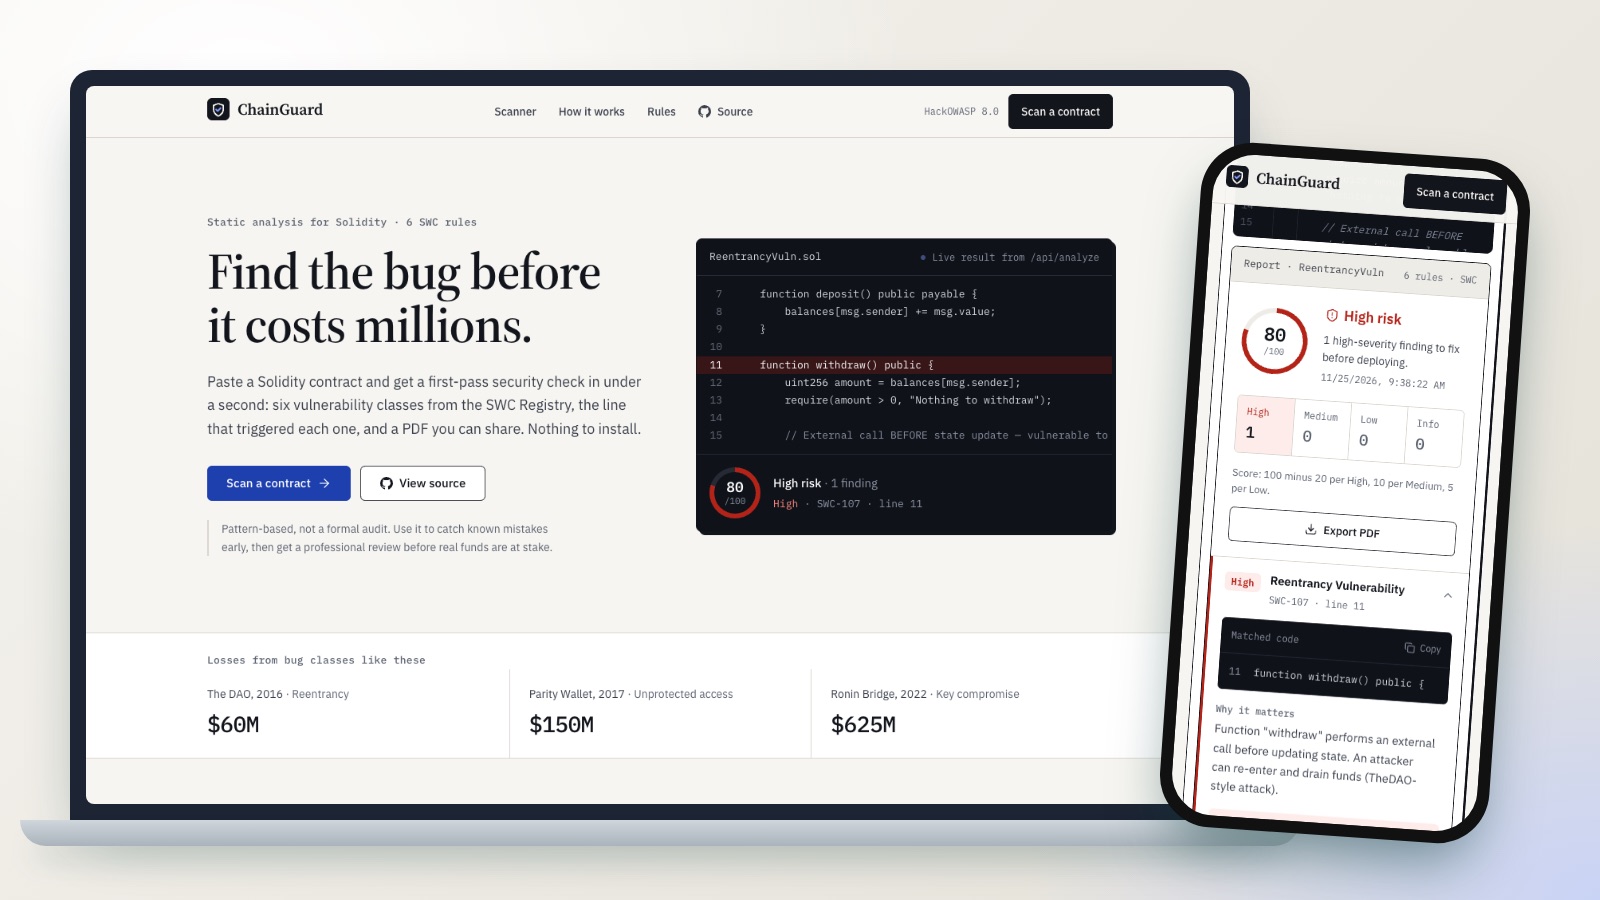 ChainGuard
Scanner
How it works
Rules
Source
HackOWASP 8.0
Scan a contract
Static analysis for Solidity · 6 SWC rules
Find the bug before
it costs millions.
Paste a Solidity contract and get a first-pass security check in under
a second: six vulnerability classes from the SWC Registry, the line
that triggered each one, and a PDF you can share. Nothing to install.
Scan a contract →
View source
Pattern-based, not a formal audit. Use it to catch known mistakes
early, then get a professional review before real funds are at stake.
ReentrancyVuln.sol
Live result from /api/analyze
7 function deposit() public payable {
8 balances[msg.sender] += msg.value;
9 }
10
11 function withdraw() public {
12 uint256 amount = balances[msg.sender];
13 require(amount > 0, "Nothing to withdraw");
14
15 // External call BEFORE state update — vulnerable to
80
/100
High risk · 1 finding
High · SWC-107 · line 11
Losses from bug classes like these
The DAO, 2016 · Reentrancy
$60M
Parity Wallet, 2017 · Unprotected access
$150M
Ronin Bridge, 2022 · Key compromise
$625M
ChainGuard
Scan a contract
15 // External call BEFORE
Report · ReentrancyVuln
6 rules · SWC
80
/100
High risk
1 high-severity finding to fix
before deploying.
11/25/2026, 9:38:22 AM
High
1
Medium
0
Low
0
Info
0
Score: 100 minus 20 per High, 10 per Medium, 5
per Low.
Export PDF
High
Reentrancy Vulnerability
SWC-107 · line 11
Matched code
Copy
11 function withdraw() public {
Why it matters
Function "withdraw" performs an external
call before updating state. An attacker
can re-enter and drain funds (TheDAO-
style attack).